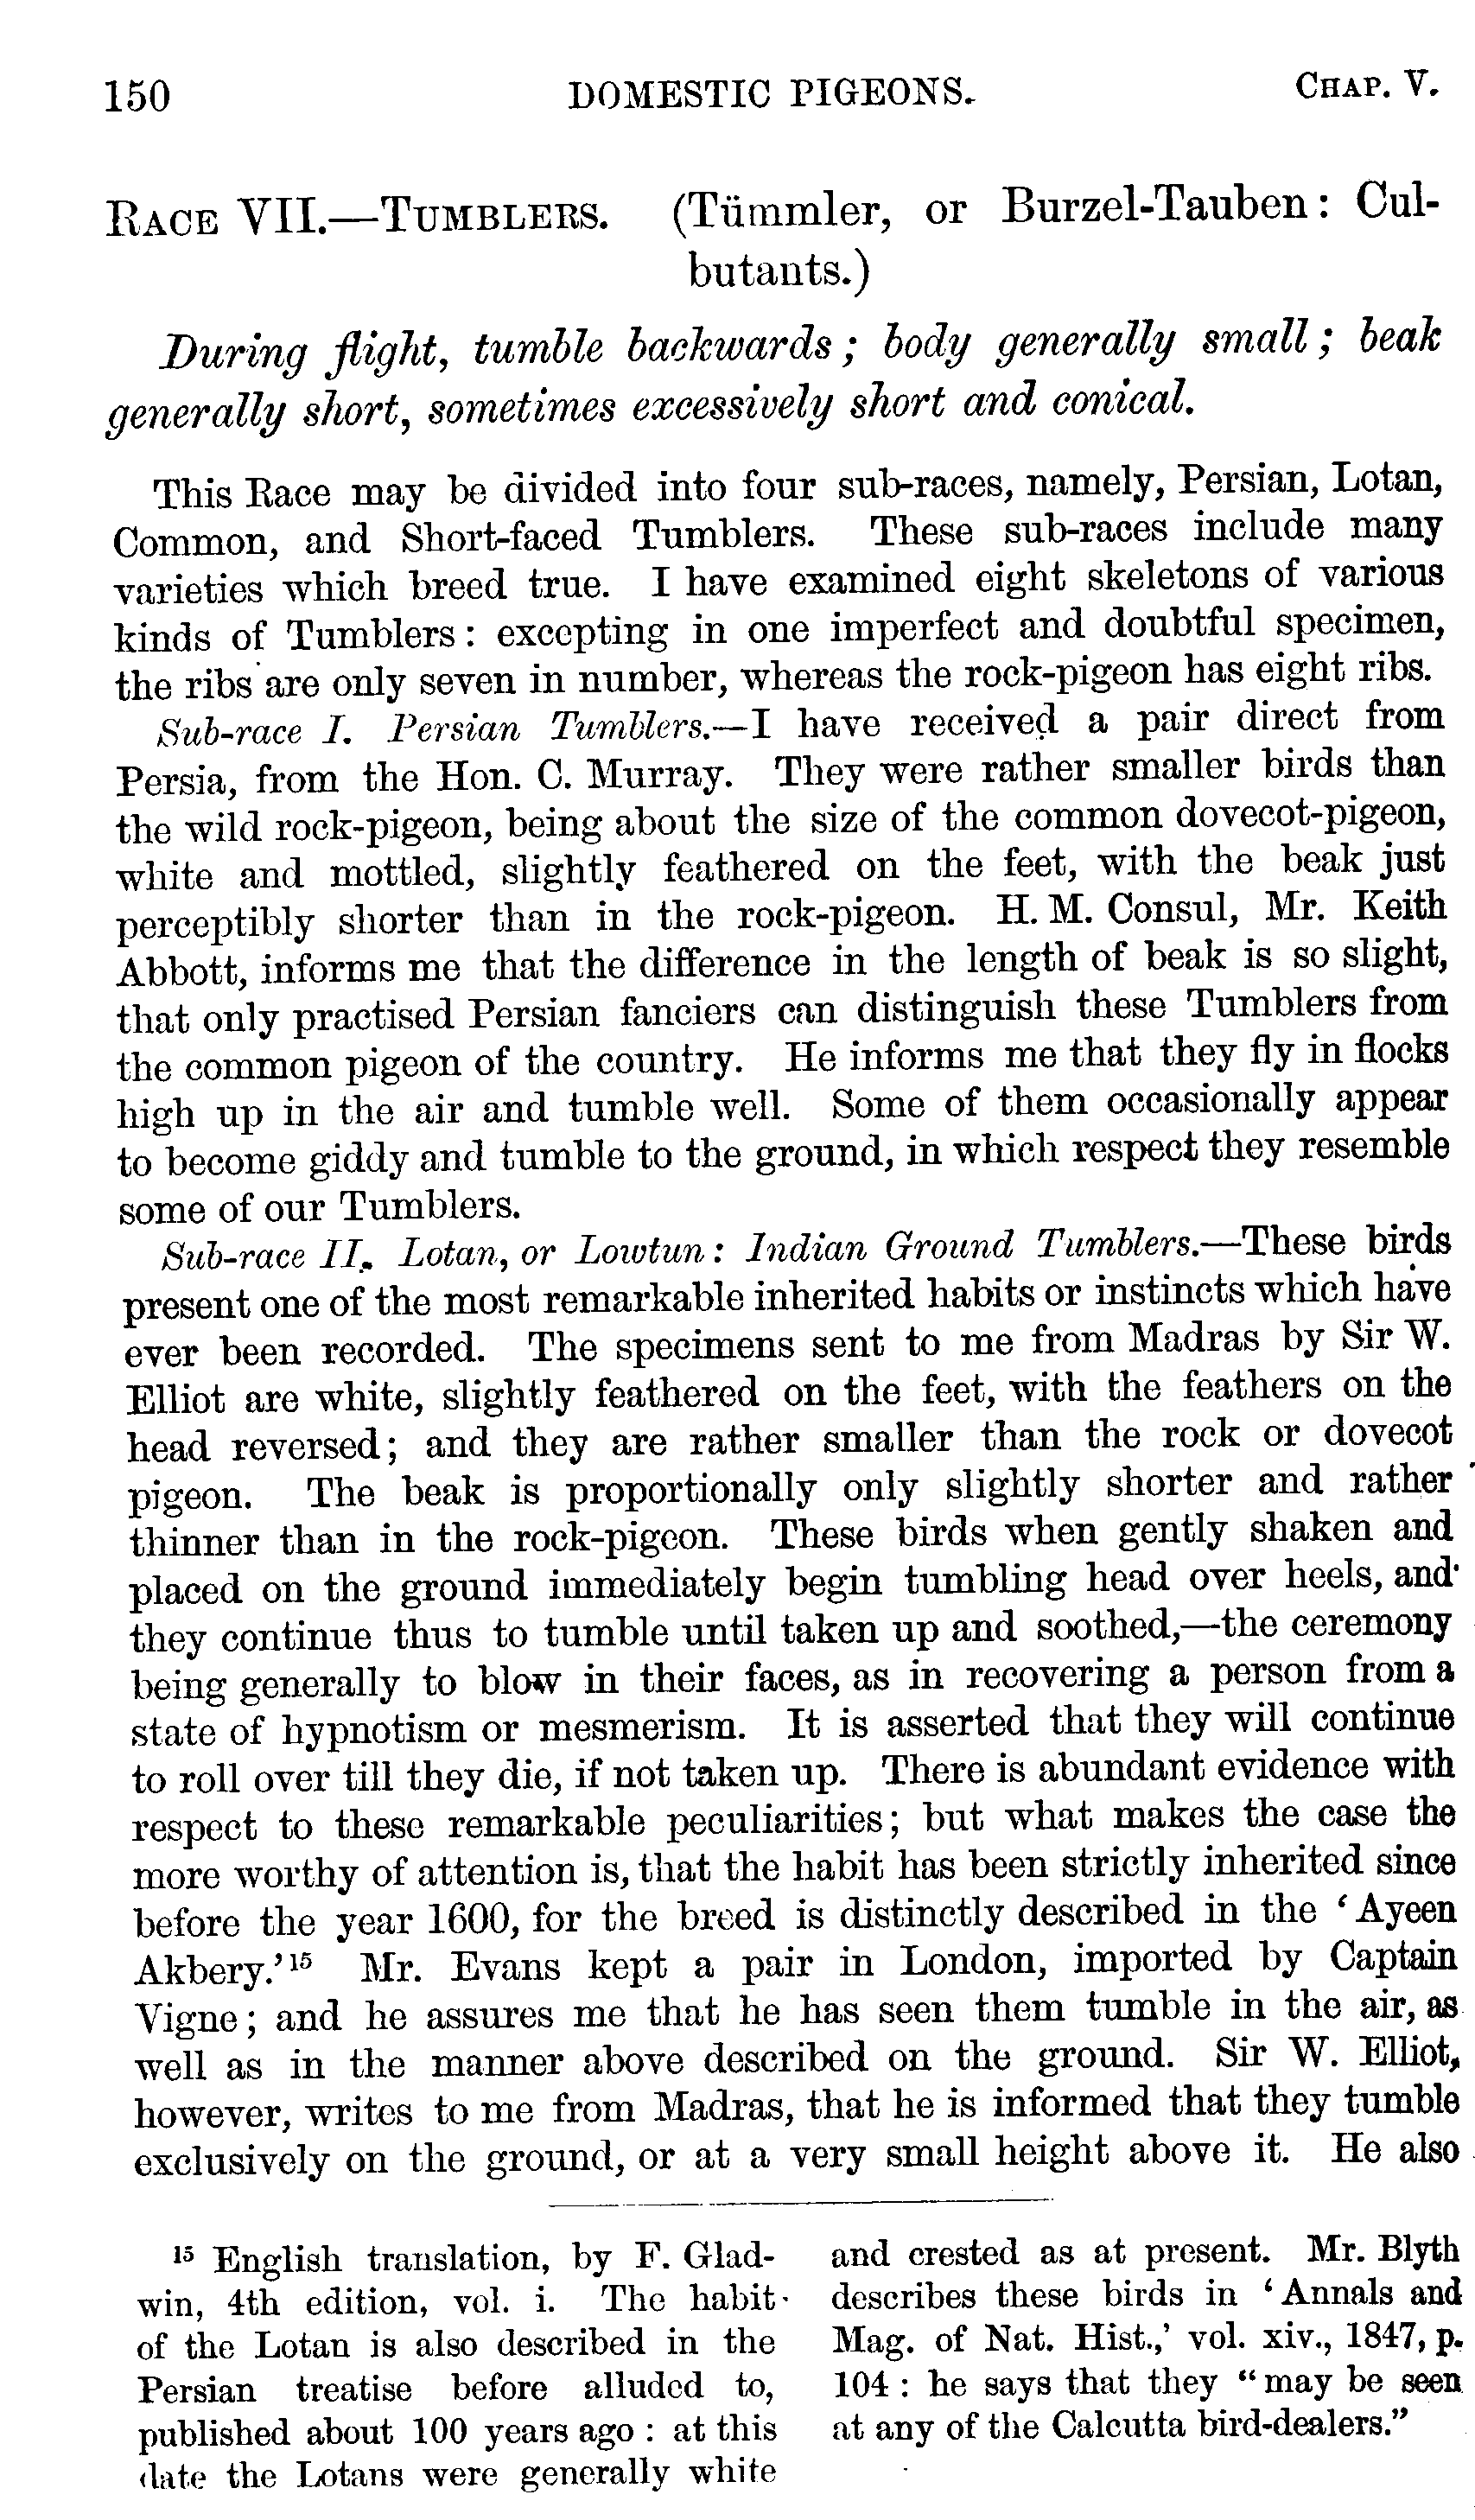 150 DOMESTIC PIGEONS. CHAP. V.
RACE VII.—TUMBLERS. (Tümmler, or Burzel-Tauben: Cul-
butants.)
During flight, tumble backwards; body generally small; beak
generally short, sometimes excessively short and conical.
This Race may be divided into four sub-races, namely, Persian, Lotan,
Common, and Short-faced Tumblers. These sub-races include many
varieties which breed true. I have examined eight skeletons of various
kinds of Tumblers: excepting in one imperfect and doubtful specimen,
the ribs are only seven in number, whereas the rock-pigeon has eight ribs.
Sub-race I. Persian Tumblers.—I have received a pair direct from
Persia, from the Hon. C. Murray. They were rather smaller birds than
the wild rock-pigeon, being about the size of the common dovecot-pigeon,
white and mottled, slightly feathered on the feet, with the beak just
perceptibly shorter than in the rock-pigeon. H. M. Consul, Mr. Keith
Abbott, informs me that the difference in the length of beak is so slight,
that only practised Persian fanciers can distinguish these Tumblers from
the common pigeon of the country. He informs me that they fly in flocks
high up in the air and tumble well. Some of them occasionally appear
to become giddy and tumble to the ground, in which respect they resemble
some of our Tumblers.
Sub-race II. Lotan, or Lowtun: Indian Ground Tumblers.—These birds
present one of the most remarkable inherited habits or instincts which have
ever been recorded. The specimens sent to me from Madras by Sir W.
Elliot are white, slightly feathered on the feet, with the feathers on the
head reversed; and they are rather smaller than the rock or dovecot
pigeon. The beak is proportionally only slightly shorter and rather
thinner than in the rock-pigeon. These birds when gently shaken and
placed on the ground immediately begin tumbling head over heels, and
they continue thus to tumble until taken up and soothed,—the ceremony
being generally to blow in their faces, as in recovering a person from a
state of hypnotism or mesmerism. It is asserted that they will continue
to roll over till they die, if not taken up. There is abundant evidence with
respect to these remarkable peculiarities; but what makes the case the
more worthy of attention is, that the habit has been strictly inherited since
before the year 1600, for the breed is distinctly described in the ‘Ayeen
Akbery.’¹⁵ Mr. Evans kept a pair in London, imported by Captain
Vigne; and he assures me that he has seen them tumble in the air, as
well as in the manner above described on the ground. Sir W. Elliot,
however, writes to me from Madras, that he is informed that they tumble
exclusively on the ground, or at a very small height above it. He also
¹⁵ English translation, by F. Glad-
win, 4th edition, vol. i. The habit
of the Lotan is also described in the
Persian treatise before alluded to,
published about 100 years ago: at this
date the Lotans were generally white
and crested as at present. Mr. Blyth
describes these birds in ‘Annals and
Mag. of Nat. Hist.,’ vol. xiv., 1847, p.
104: he says that they “may be seen
at any of the Calcutta bird-dealers.”